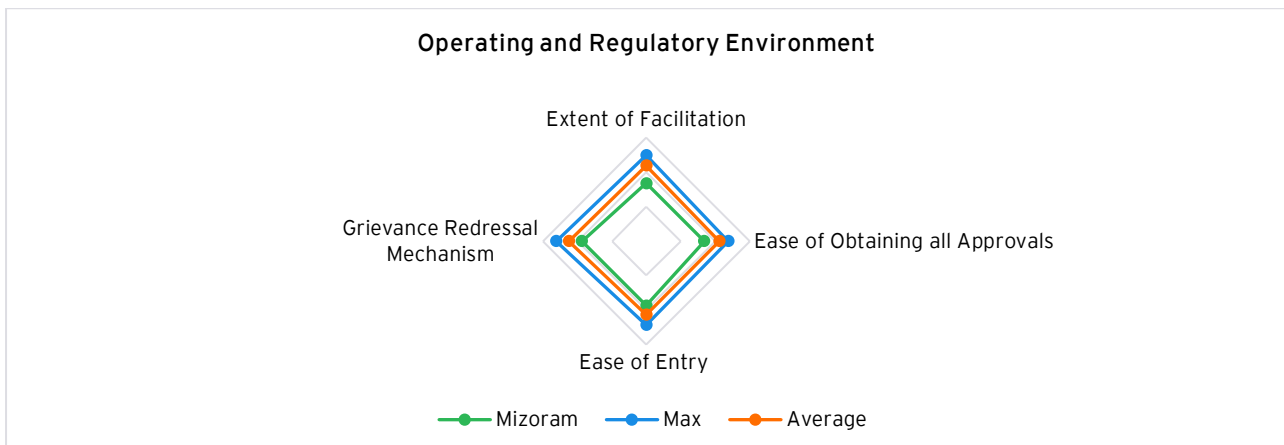 Operating and Regulatory Environment
Extent of Facilitation
Grievance Redressal
Mechanism
Ease of Obtaining all Approvals
Ease of Entry
Mizoram Max Average